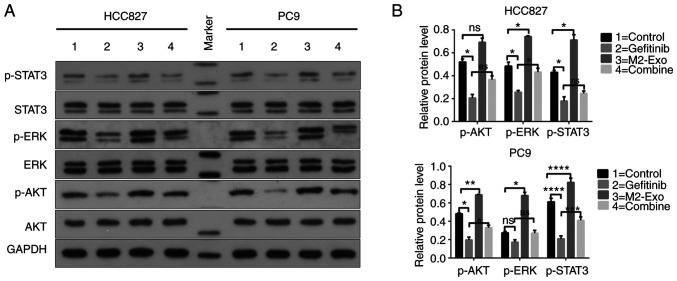 A
HCC827
PC9
1 2 3 4
Marker
1 2 3 4
p-STAT3
STAT3
p-ERK
ERK
p-AKT
AKT
GAPDH
B
HCC827
Relative protein level
0.8
0.6
0.4
0.2
0.0
ns
*
*
*
*
*
ns
ns
p-AKT
p-ERK
p-STAT3
1=Control
2=Gefitinib
3=M2-Exo
4=Combine
PC9
Relative protein level
0.8
0.6
0.4
0.2
0.0
**
*
*
ns
ns
****
****
***
p-AKT
p-ERK
p-STAT3
1=Control
2=Gefitinib
3=M2-Exo
4=Combine